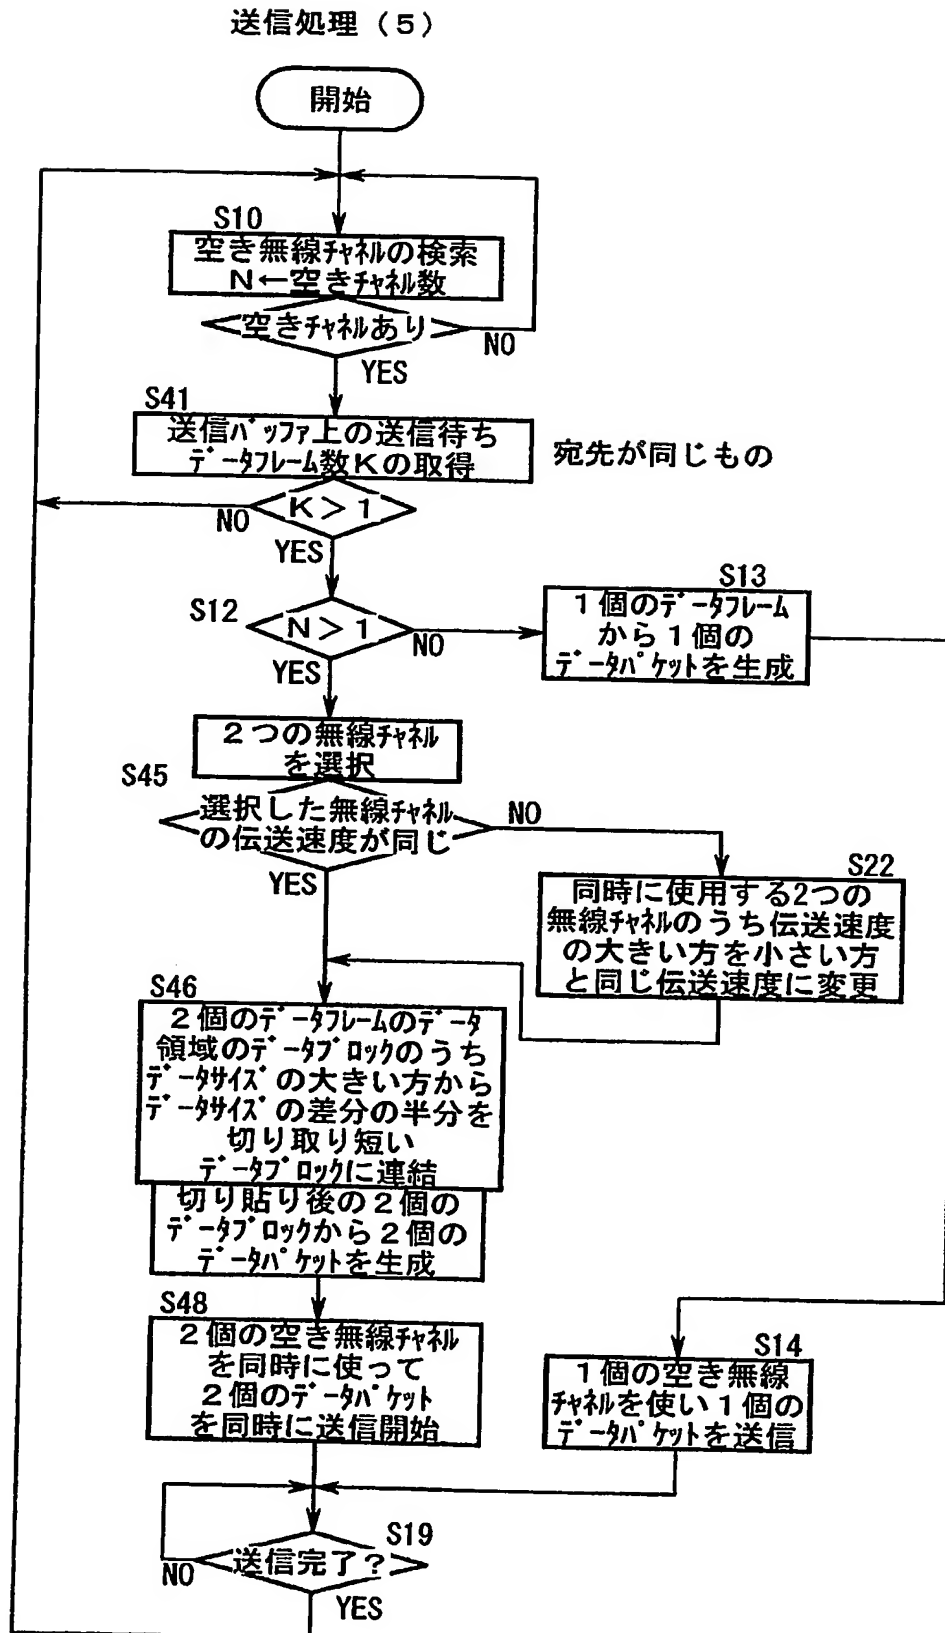 送信処理（5）
開始
S10
空き無線ﾁｬﾈﾙの検索
N←空きﾁｬﾈﾙ数
空きﾁｬﾈﾙあり
NO
YES
S41
送信ﾊﾞｯﾌｧ上の送信待ち
ﾃﾞｰﾀﾌﾚｰﾑ数Kの取得
宛先が同じもの
K＞1
NO
YES
S12
N＞1
NO
YES
S13
1個のﾃﾞｰﾀﾌﾚｰﾑ
から1個の
ﾃﾞｰﾀﾊﾟｹｯﾄを生成
2つの無線ﾁｬﾈﾙ
を選択
S45
選択した無線ﾁｬﾈﾙ
の伝送速度が同じ
NO
YES
S22
同時に使用する2つの
無線ﾁｬﾈﾙのうち伝送速度
の大きい方を小さい方
と同じ伝送速度に変更
S46
2個のﾃﾞｰﾀﾌﾚｰﾑのﾃﾞｰﾀ
領域のﾃﾞｰﾀﾌﾞﾛｯｸのうち
ﾃﾞｰﾀｻｲｽﾞの大きい方から
ﾃﾞｰﾀｻｲｽﾞの差分の半分を
切り取り短い
ﾃﾞｰﾀﾌﾞﾛｯｸに連結
切り貼り後の2個の
ﾃﾞｰﾀﾌﾞﾛｯｸから2個の
ﾃﾞｰﾀﾊﾟｹｯﾄを生成
S48
2個の空き無線ﾁｬﾈﾙ
を同時に使って
2個のﾃﾞｰﾀﾊﾟｹｯﾄ
を同時に送信開始
S14
1個の空き無線
ﾁｬﾈﾙを使い1個の
ﾃﾞｰﾀﾊﾟｹｯﾄを送信
S19
送信完了？
NO
YES